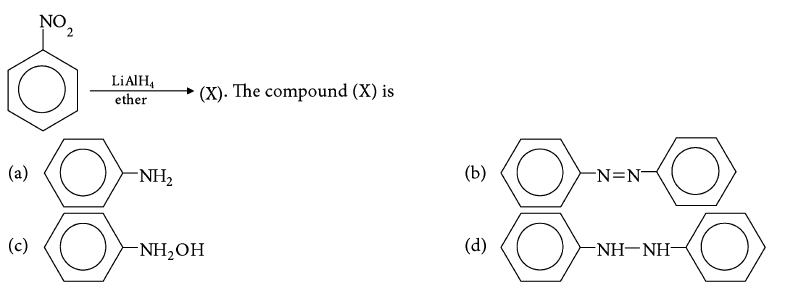 NO2
LiAlH4
ether
(X). The compound (X) is
(a) NH2
(b) N=N
(c) NH2OH
(d) NH—NH